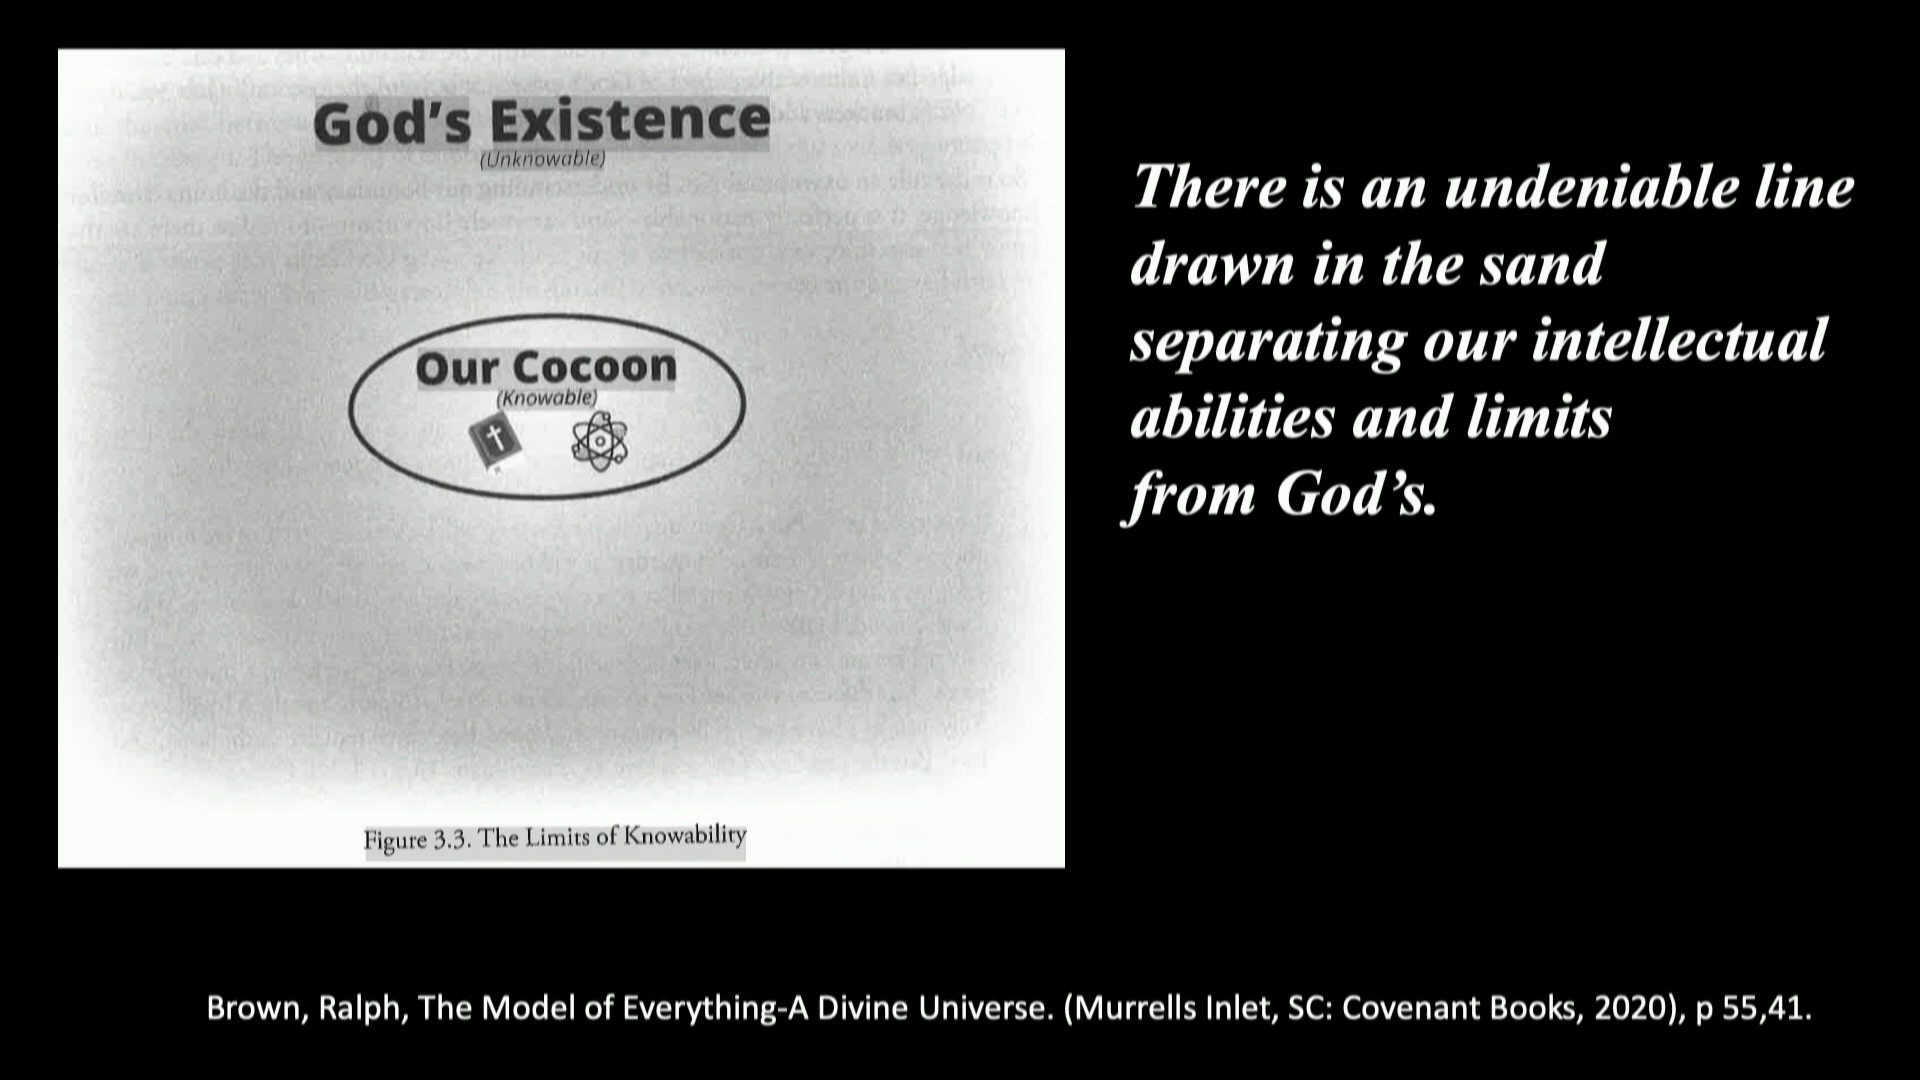 God's Existence
(Unknowable)
Our Cocoon
(Knowable)
Figure 3.3. The Limits of Knowability
There is an undeniable line
drawn in the sand
separating our intellectual
abilities and limits
from God's.
Brown, Ralph, The Model of Everything-A Divine Universe. (Murrells Inlet, SC: Covenant Books, 2020), p 55,41.